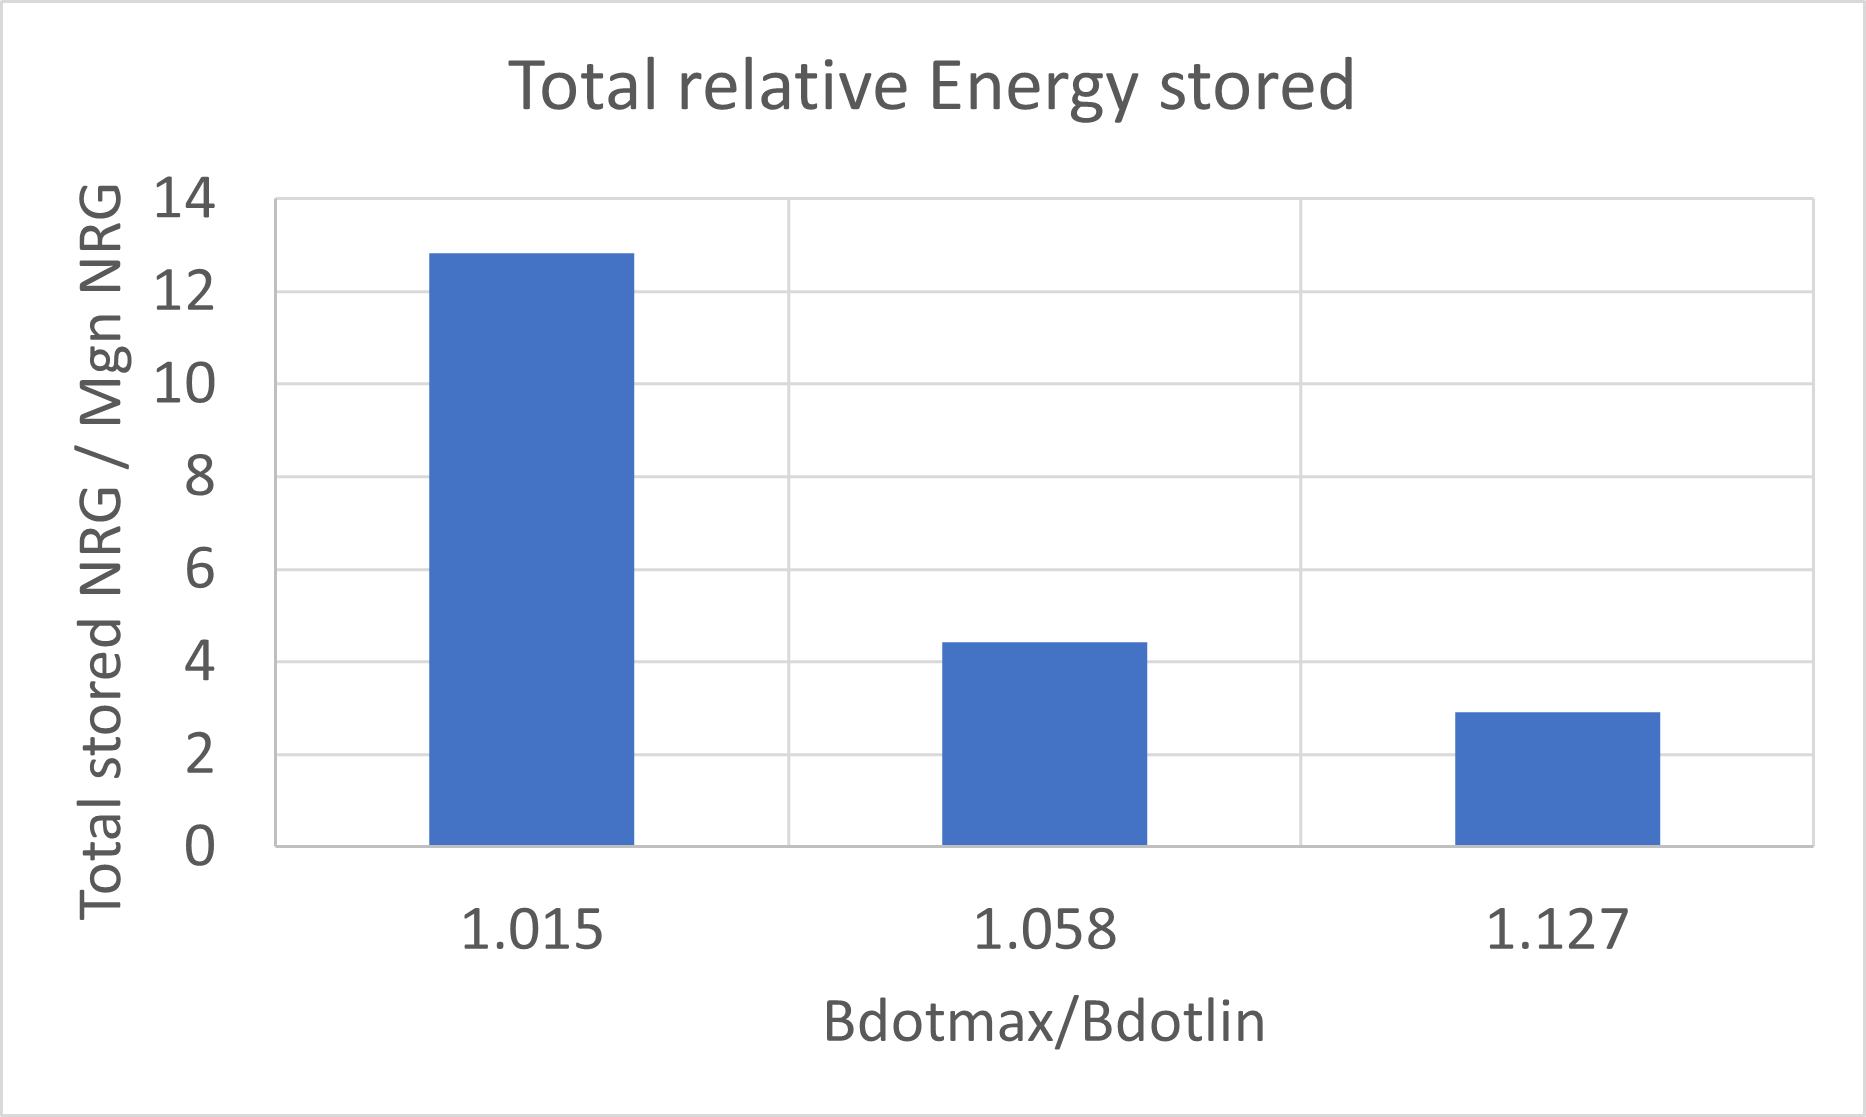 Total relative Energy stored
Total stored NRG / Mgn NRG
14
12
10
8
6
4
2
0
1.015 1.058 1.127
Bdotmax/Bdotlin